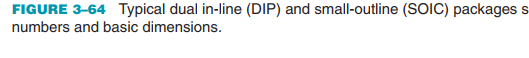 FIGURE 3–64 Typical dual in-line (DIP) and small-outline (SOIC) packages s
numbers and basic dimensions.